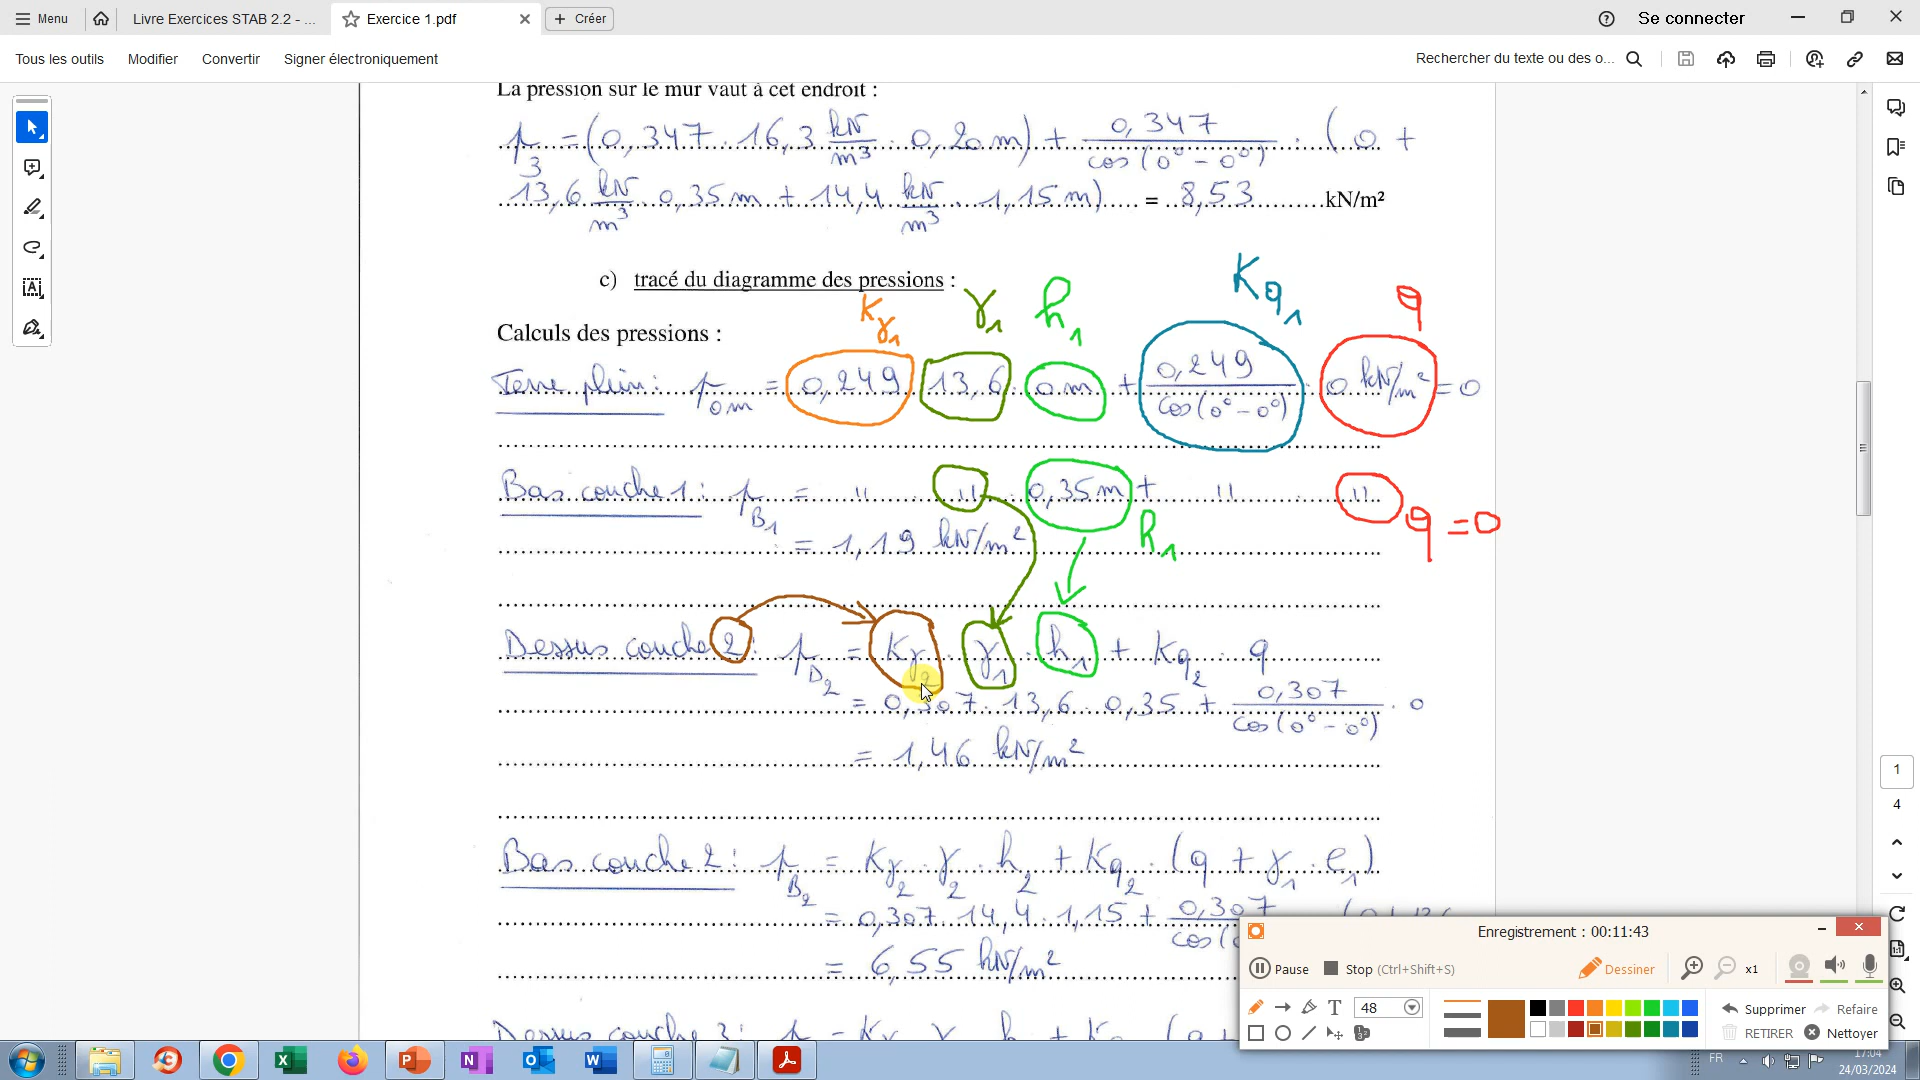 Menu
Livre Exercices STAB 2.2 - ...
Exercice 1.pdf
Créer
Se connecter
Tous les outils
Modifier
Convertir
Signer électroniquement
Rechercher du texte ou des o...
La pression sur le mur vaut à cet endroit :
p3 = (0,347 . 16,3 kN/m³ . 0,20 m) + 0,347/cos(0° - 0°) . (0 +
13,6 kN/m³ . 0,35 m + 14,4 kN/m³ . 1,15 m) = 8,53 kN/m²
c) tracé du diagramme des pressions :
Kγ1 γ1 h1 Kq1 q
Calculs des pressions :
Terre plein : p0m = 0,249 . 13,6 . 0 m + 0,249/cos(0° - 0°) . 0 kN/m² = 0
Bas couche 1 : pB1 = " . " . 0,35 m + " . "
h1 q = 0
= 1,19 kN/m²
Dessus couche 2 : pD2 = Kγ2 . γ1 . h1 + Kq2 . q
= 0,307 . 13,6 . 0,35 + 0,307/cos(0° - 0°) . 0
= 1,46 kN/m²
Bas couche 2 : pB2 = Kγ2 . γ2 . h2 + Kq2 . (q + γ1 . e1)
= 0,307 . 14,4 . 1,15 + 0,307
cos(
= 6,55 kN/m²
Dessus couche 3 :
1
4
Enregistrement : 00:11:43
Pause
Stop (Ctrl+Shift+S)
Dessiner
x1
T
48
Supprimer
Refaire
RETIRER
Nettoyer
FR
17:04
24/03/2024